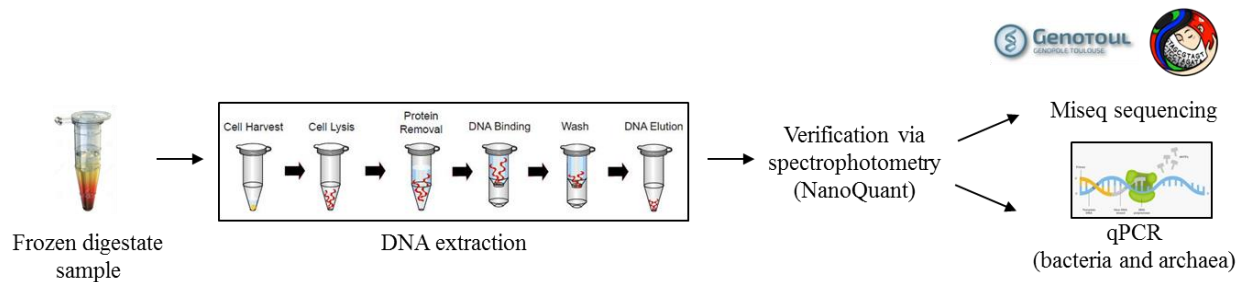 GENOTOUL
GENOPOLE TOULOUSE
Cell Harvest
Cell Lysis
Protein
Removal
DNA Binding
Wash
DNA Elution
Frozen digestate
sample
DNA extraction
Verification via
spectrophotometry
(NanoQuant)
Miseq sequencing
qPCR
(bacteria and archaea)